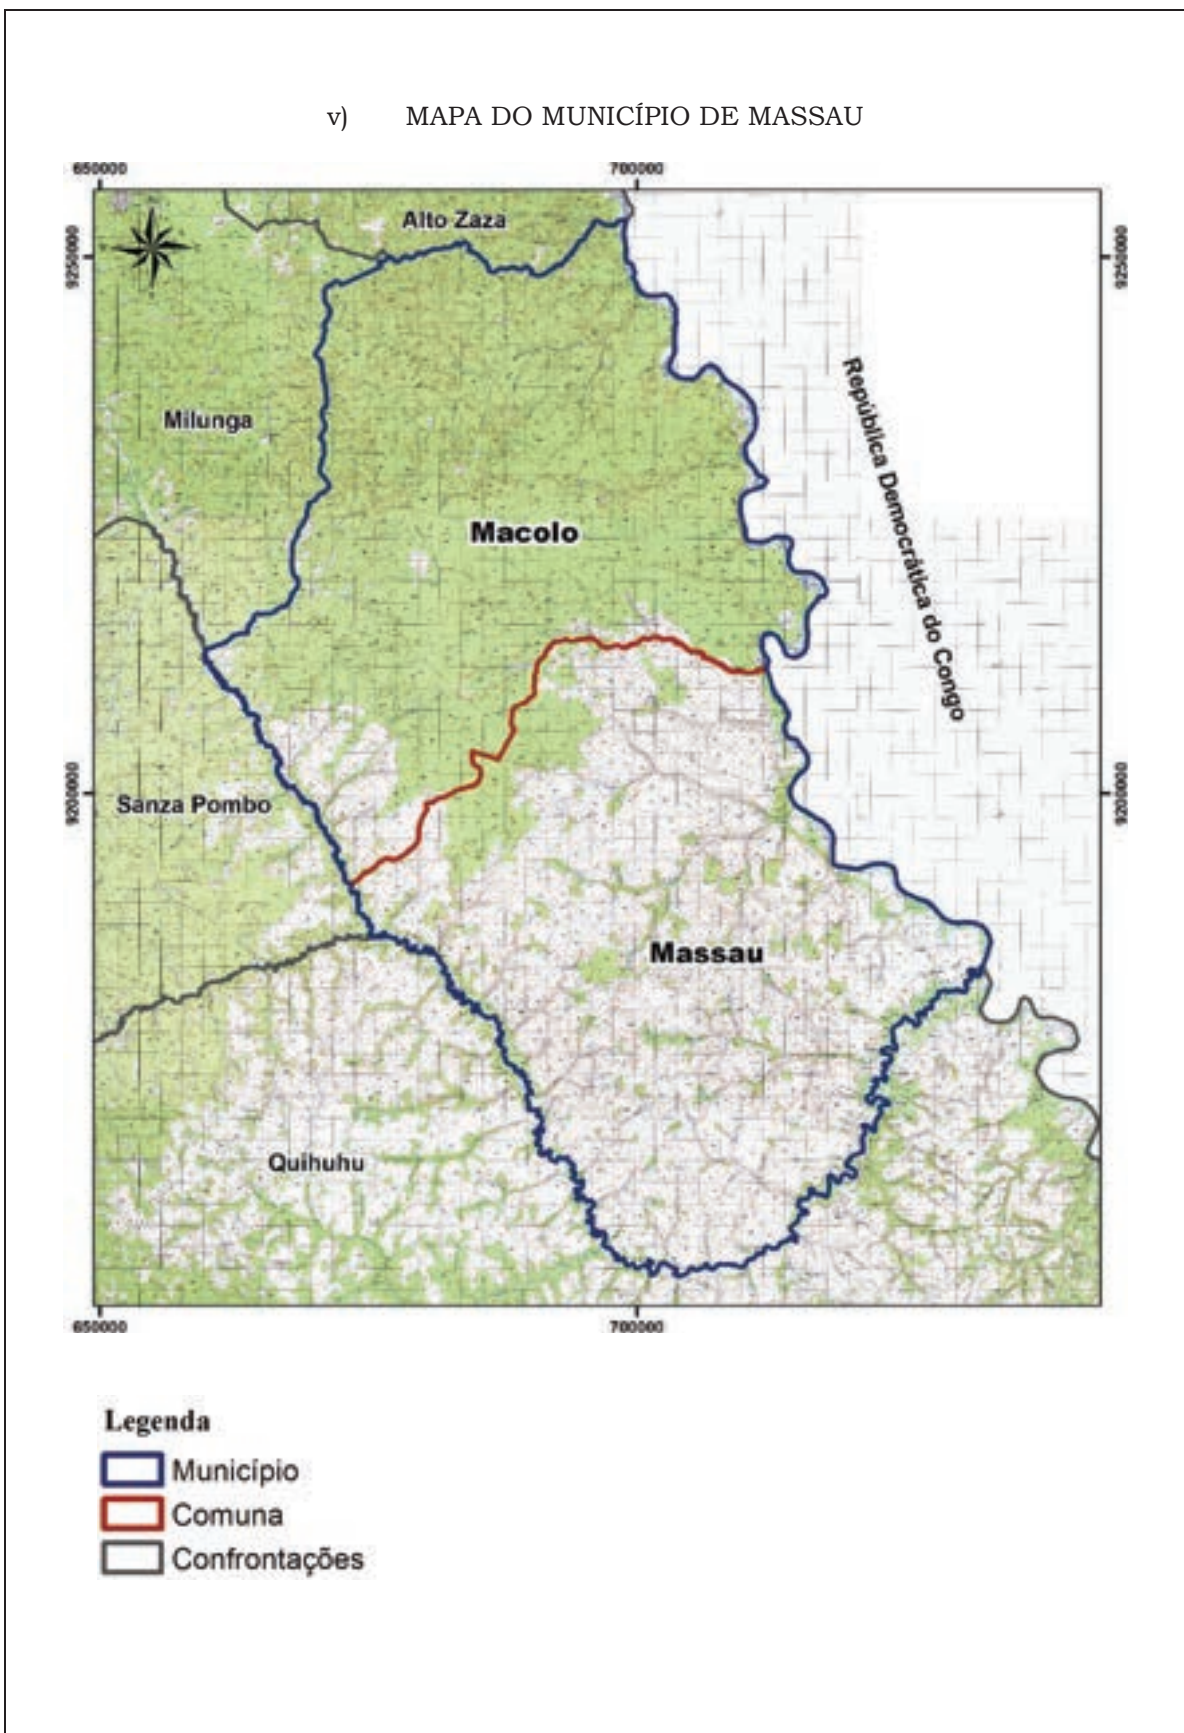 v) MAPA DO MUNICÍPIO DE MASSAU
650000 700000
Alto Zaza
9250000 9250000
República Democrática do Congo
Milunga
Macolo
9200000 9200000
Sanza Pombo
Massau
Quihuhu
650000 700000
Legenda
Município
Comuna
Confrontações